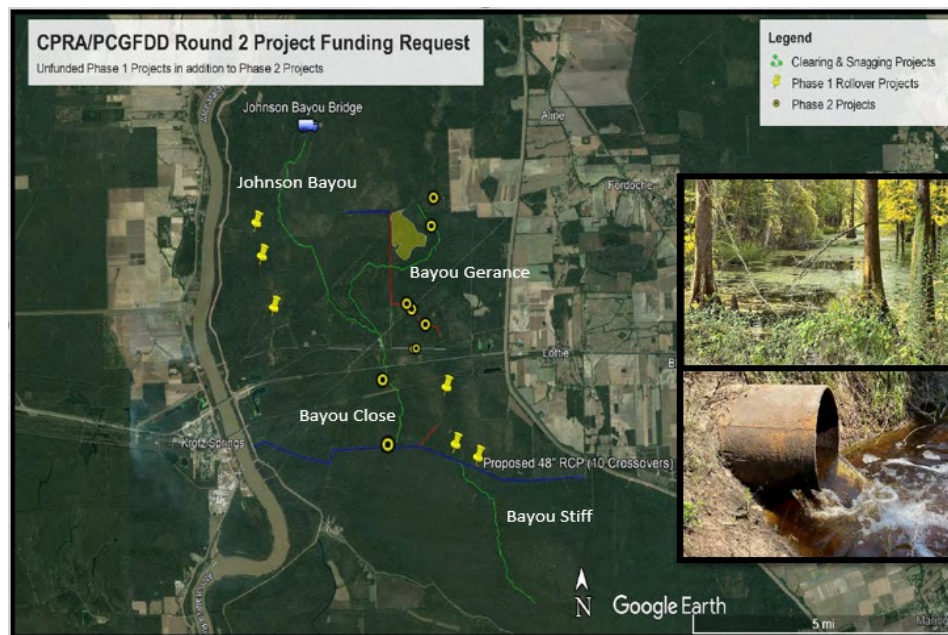 CPRA/PCGFDD Round 2 Project Funding Request
Unfunded Phase 1 Projects in addition to Phase 2 Projects
Legend
Clearing & Snagging Projects
Phase 1 Rollover Projects
Phase 2 Projects
Johnson Bayou Bridge
Aline
Johnson Bayou
Fordoche
Bayou Gerance
Lottie
B
Bayou Close
Krotz Springs
Proposed 48" RCP (10 Crossovers)
Bayou Stiff
N
Google Earth
5 mi